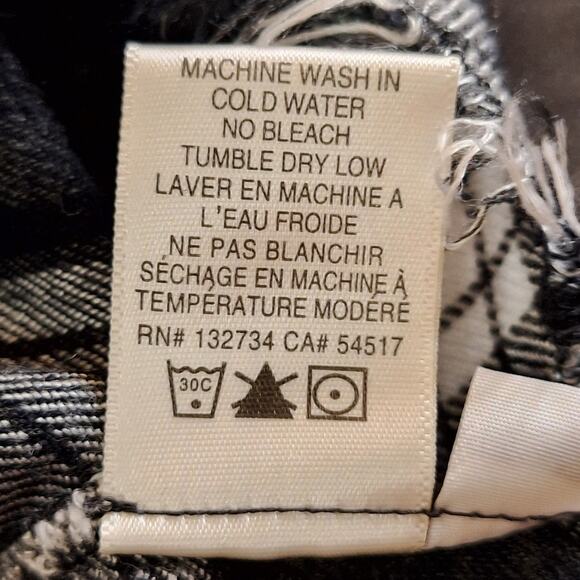 MACHINE WASH IN
COLD WATER
NO BLEACH
TUMBLE DRY LOW
LAVER EN MACHINE A
L'EAU FROIDE
NE PAS BLANCHIR
SÉCHAGE EN MACHINE À
TEMPÉRATURE MODÉRÉ
RN# 132734 CA# 54517
30C